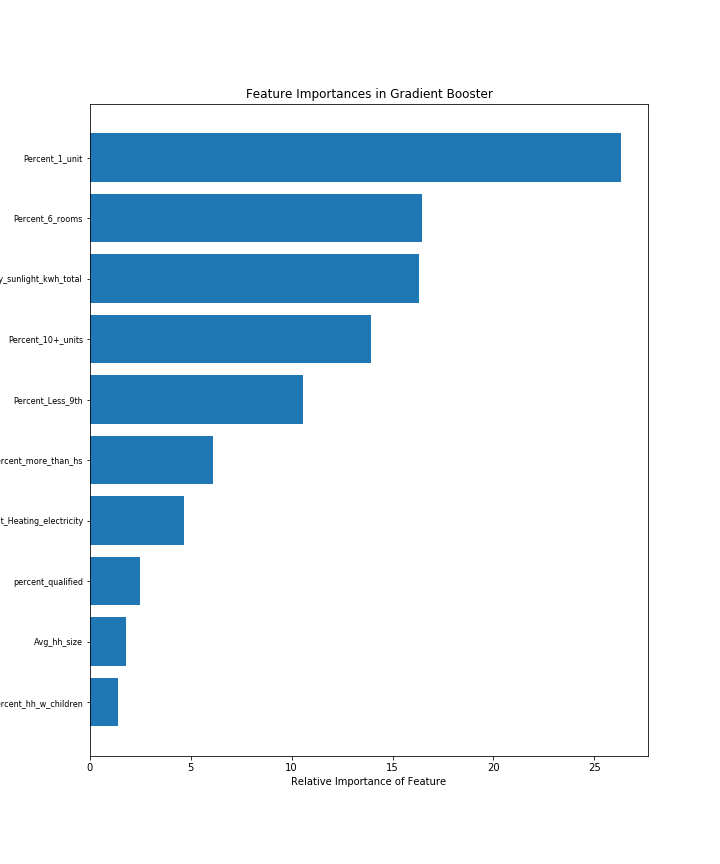 Feature Importances in Gradient Booster
Percent_1_unit
Percent_6_rooms
y_sunlight_kwh_total
Percent_10+_units
Percent_Less_9th
ercent_more_than_hs
t_Heating_electricity
percent_qualified
Avg_hh_size
ercent_hh_w_children
0 5 10 15 20 25
Relative Importance of Feature